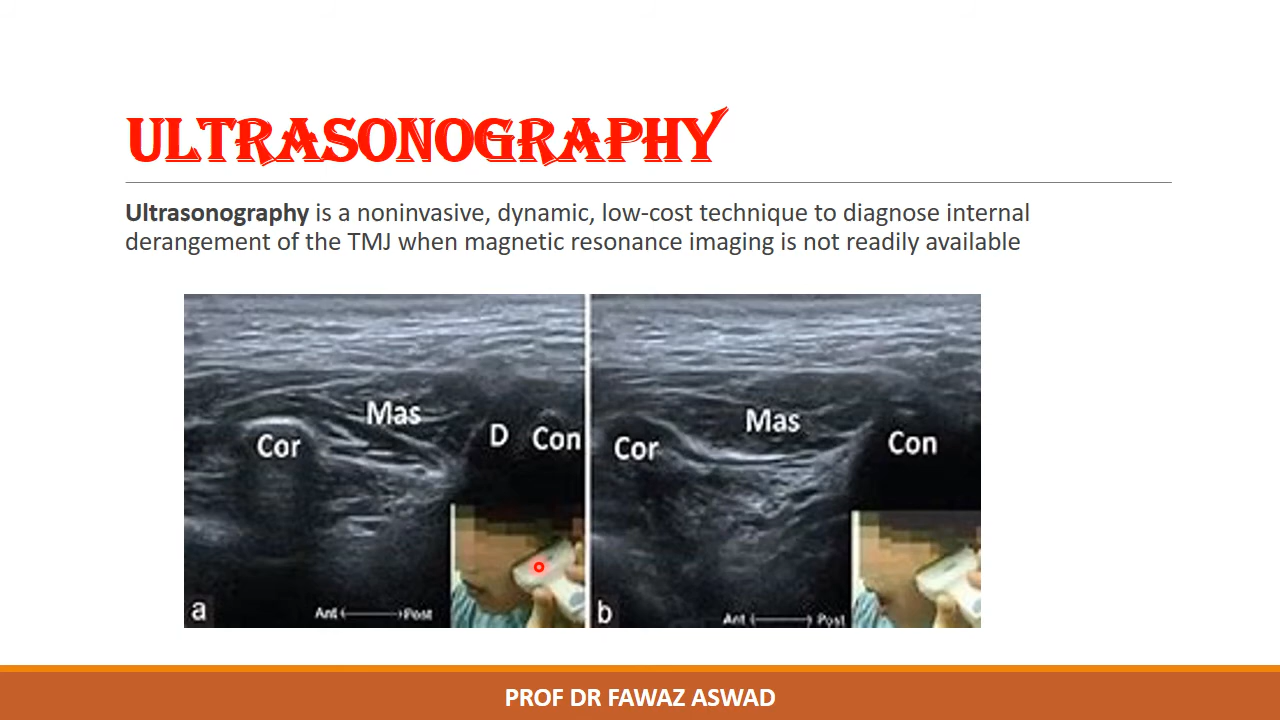 ULTRASONOGRAPHY
Ultrasonography is a noninvasive, dynamic, low-cost technique to diagnose internal
derangement of the TMJ when magnetic resonance imaging is not readily available
Mas
Cor
D
Con
a
Ant
Post
Mas
Cor
Con
b
Ant
Post
PROF DR FAWAZ ASWAD